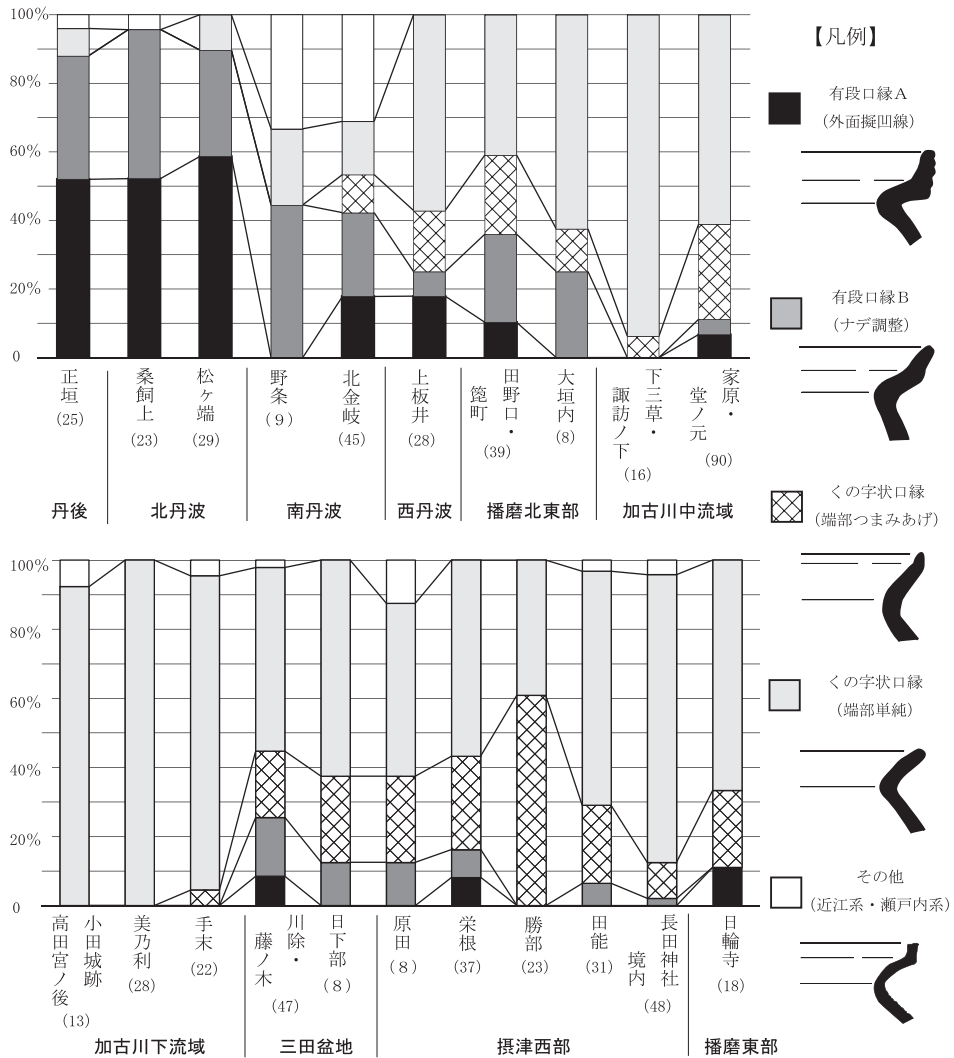 100%
80%
60%
40%
20%
0
正垣
(25)
桑飼上
(23)
松ヶ端
(29)
野条
(9)
北金岐
(45)
上板井
(28)
田野口・
箆町
(39)
大垣内
(8)
下三草・
諏訪ノ下
(16)
家原・
堂ノ元
(90)
丹後
北丹波
南丹波
西丹波
播磨北東部
加古川中流域
100%
80%
60%
40%
20%
0
小田城跡
高田宮ノ後
(13)
美乃利
(28)
手末
(22)
川除・
藤ノ木
(47)
日下部
(8)
原田
(8)
栄根
(37)
勝部
(23)
田能
(31)
長田神社
境内
(48)
日輪寺
(18)
加古川下流域
三田盆地
摂津西部
播磨東部
【凡例】
有段口縁A
(外面擬凹線)
有段口縁B
(ナデ調整)
くの字状口縁
(端部つまみあげ)
くの字状口縁
(端部単純)
その他
(近江系・瀬戸内系)